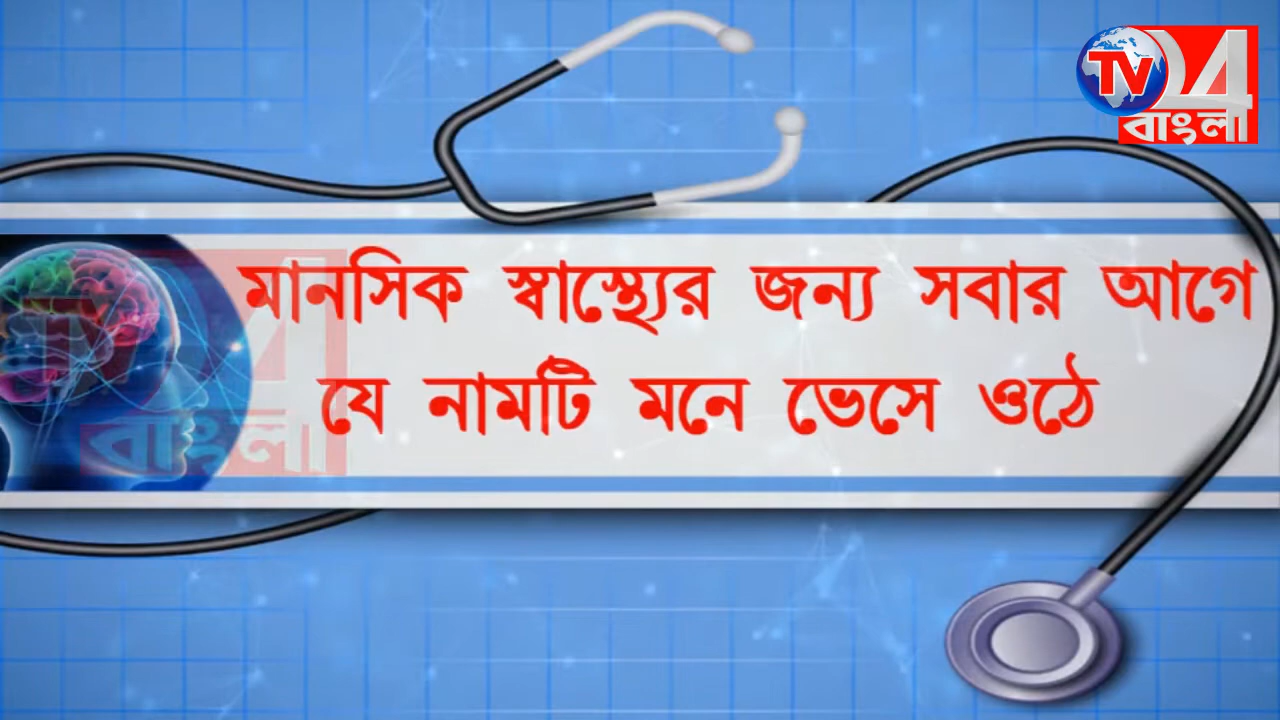 TV 24
বাংলা
মানসিক স্বাস্থ্যের জন্য সবার আগে
যে নামটি মনে ভেসে ওঠে
বাংলা